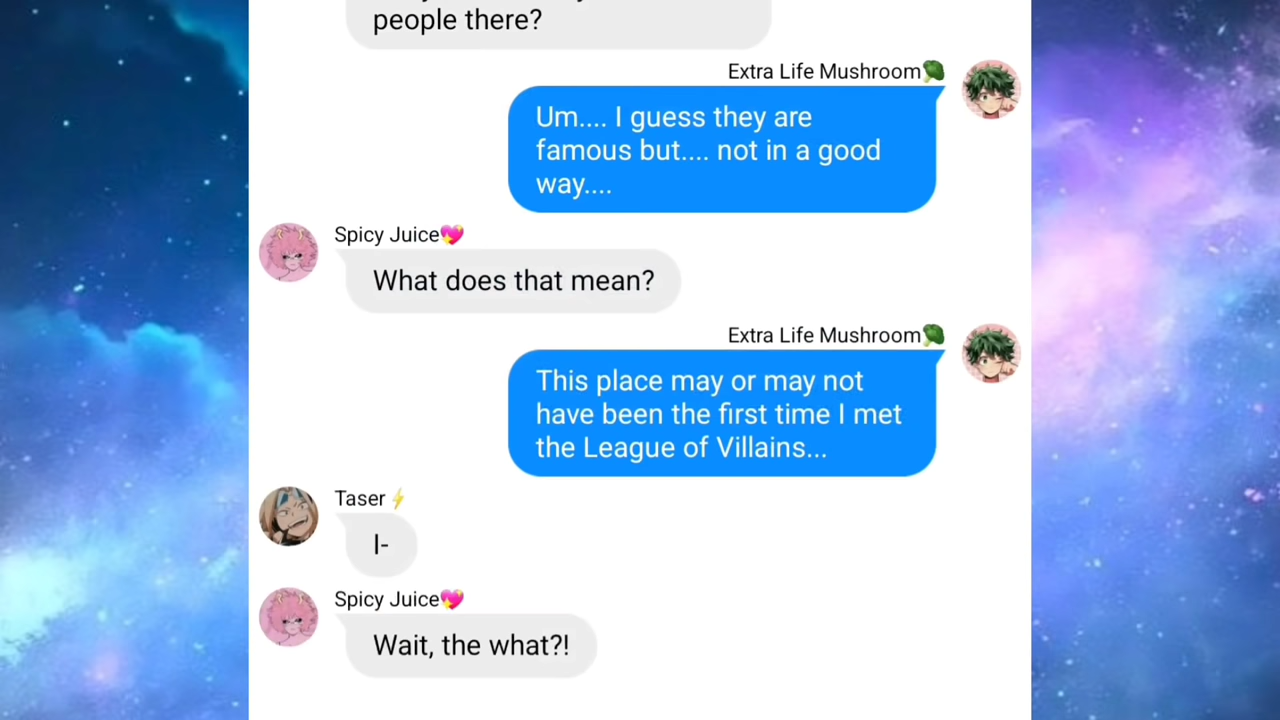 people there?
Extra Life Mushroom🥦
Um.... I guess they are
famous but.... not in a good
way....
Spicy Juice💖
What does that mean?
Extra Life Mushroom🥦
This place may or may not
have been the first time I met
the League of Villains...
Taser⚡
I-
Spicy Juice💖
Wait, the what?!